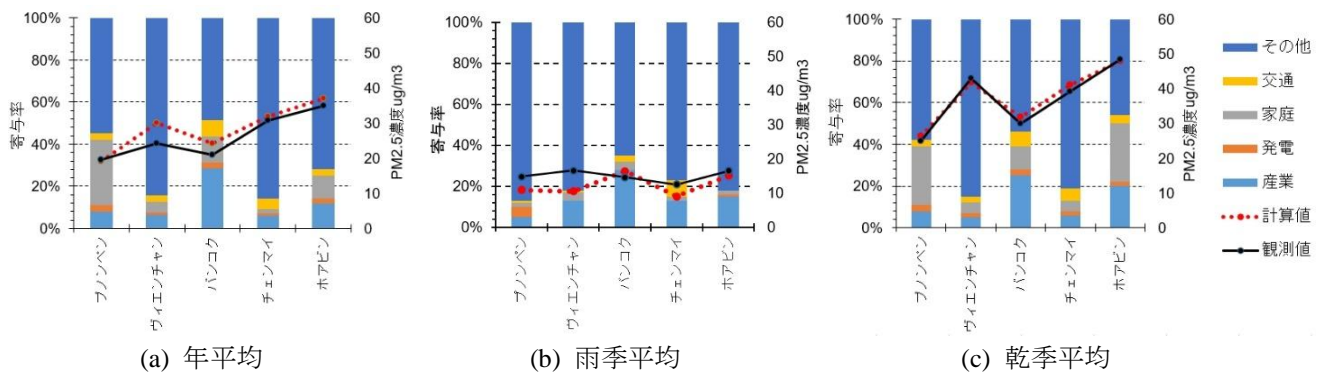 100%
80%
60%
40%
20%
0%
寄与率
60
50
40
30
20
10
0
PM2.5濃度ug/m3
プノンペン
ヴィエンチャン
バンコク
チェンマイ
ホアビン
(a) 年平均
100%
80%
60%
40%
20%
0%
寄与率
60
50
40
30
20
10
0
PM2.5濃度ug/m3
プノンペン
ヴィエンチャン
バンコク
チェンマイ
ホアビン
(b) 雨季平均
100%
80%
60%
40%
20%
0%
寄与率
60
50
40
30
20
10
0
PM2.5濃度ug/m3
プノンペン
ヴィエンチャン
バンコク
チェンマイ
ホアビン
(c) 乾季平均
その他
交通
家庭
発電
産業
計算値
観測値